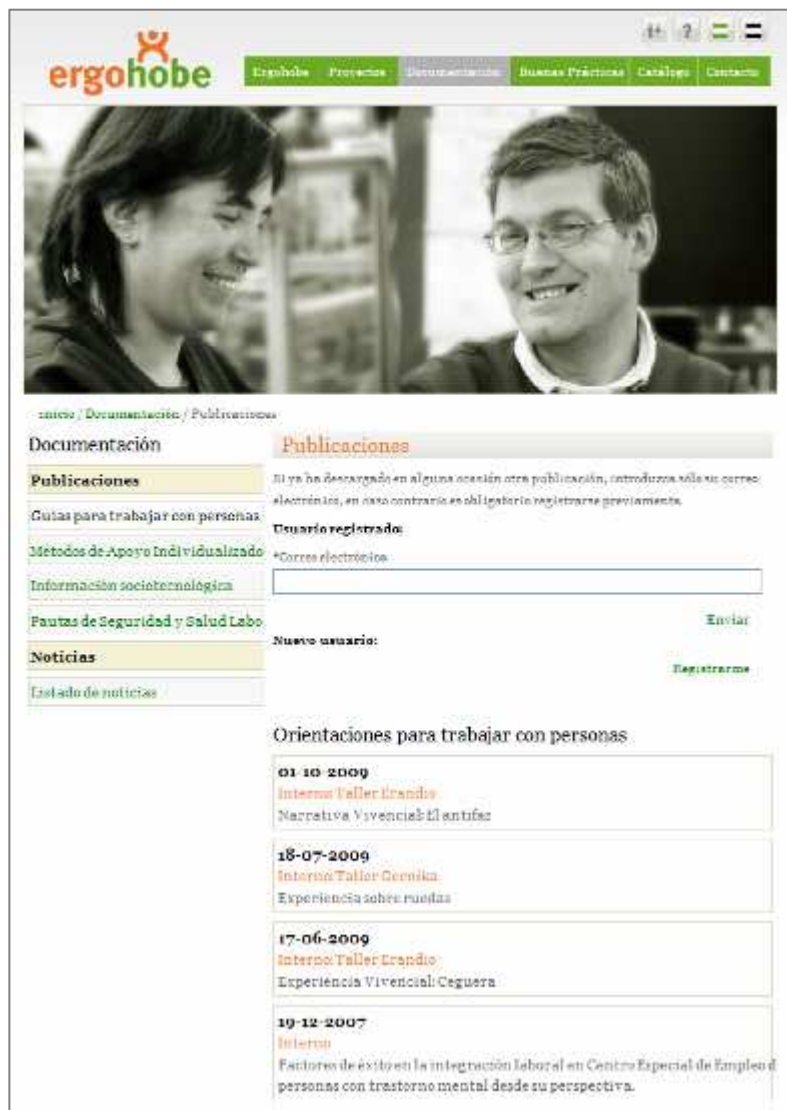 ergohobe
Ergohobe Proyectos Documentación Buenas Prácticas Catálogo Contacto
inicio / Documentación / Publicaciones
Documentación
Publicaciones
Guías para trabajar con personas
Métodos de Apoyo Individualizado
Información sociotecnológica
Pautas de Seguridad y Salud Labo
Noticias
Listado de noticias
Publicaciones
Si ya ha descargado en alguna ocasión otra publicación, introduzca sólo su correo
electrónico, en caso contrario es obligatorio registrarse previamente.
Usuario registrado:
*Correo electrónico
Enviar
Nuevo usuario:
Registrarme
Orientaciones para trabajar con personas
01-10-2009
Interno: Taller Erandio
Narrativa Vivencial: El antifaz
18-07-2009
Interno: Taller Gernika
Experiencia sobre ruedas
17-06-2009
Interno: Taller Erandio
Experiencia Vivencial: Ceguera
19-12-2007
Interno
Factores de éxito en la integración laboral en Centro Especial de Empleo d
personas con trastorno mental desde su perspectiva.